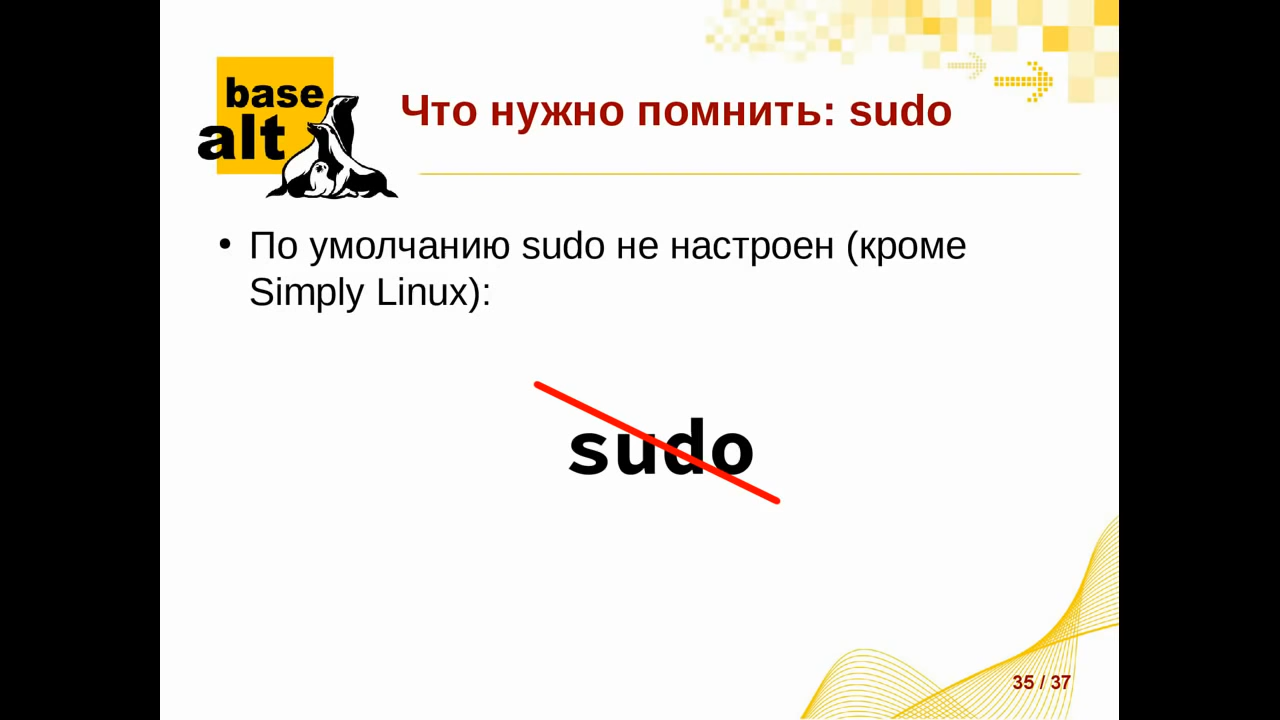 base
alt
Что нужно помнить: sudo
• По умолчанию sudo не настроен (кроме
Simply Linux):
sudo
35 / 37